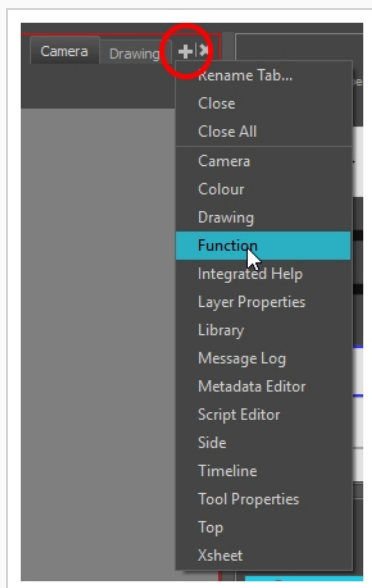 Camera Drawing
Rename Tab...
Close
Close All
Camera
Colour
Drawing
Function
Integrated Help
Layer Properties
Library
Message Log
Metadata Editor
Script Editor
Side
Timeline
Tool Properties
Top
Xsheet